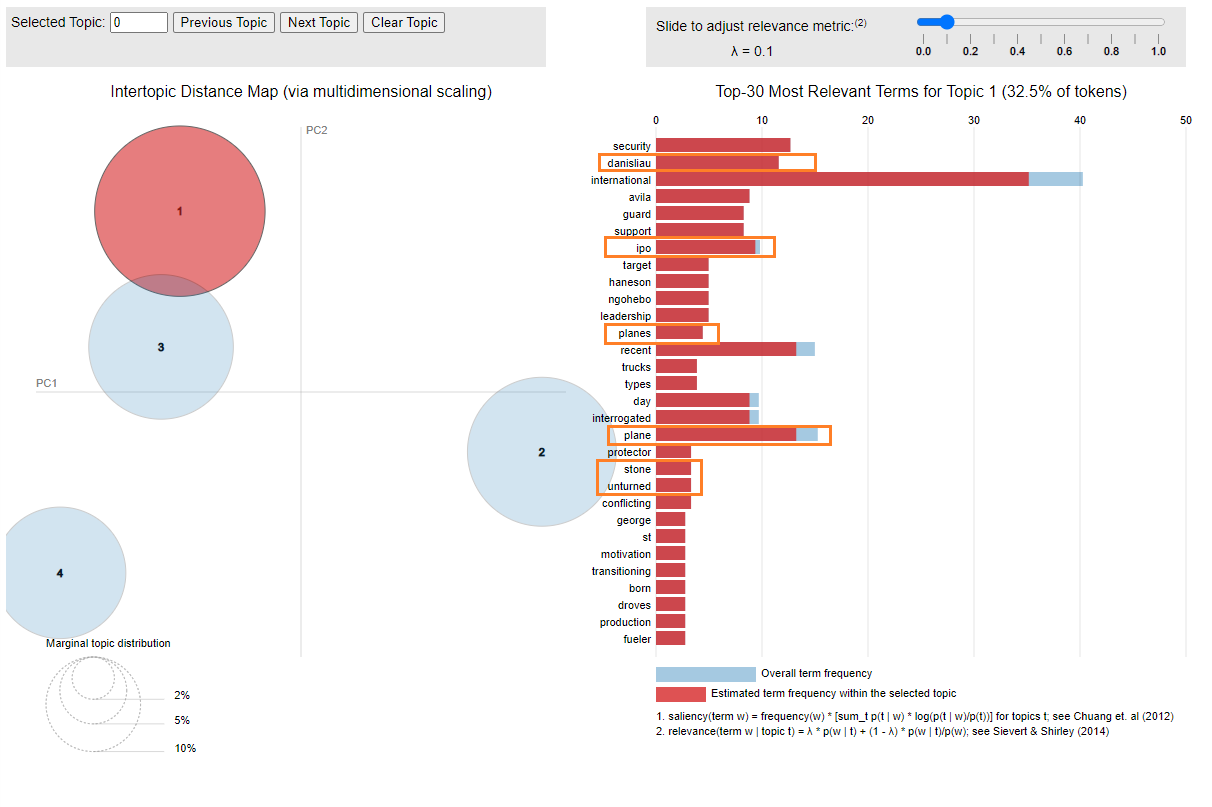 Selected Topic: 0 Previous Topic Next Topic Clear Topic
Slide to adjust relevance metric:(2)
λ = 0.1
0.0 0.2 0.4 0.6 0.8 1.0
Intertopic Distance Map (via multidimensional scaling)
PC2
PC1
1
3
2
4
Marginal topic distribution
2%
5%
10%
Top-30 Most Relevant Terms for Topic 1 (32.5% of tokens)
0 10 20 30 40 50
security
danisliau
international
avila
guard
support
ipo
target
haneson
ngohebo
leadership
planes
recent
trucks
types
day
interrogated
plane
protector
stone
unturned
conflicting
george
st
motivation
transitioning
born
droves
production
fueler
Overall term frequency
Estimated term frequency within the selected topic
1. saliency(term w) = frequency(w) * [sum_t p(t | w) * log(p(t | w)/p(t))] for topics t; see Chuang et. al (2012)
2. relevance(term w | topic t) = λ * p(w | t) + (1 - λ) * p(w | t)/p(w); see Sievert & Shirley (2014)